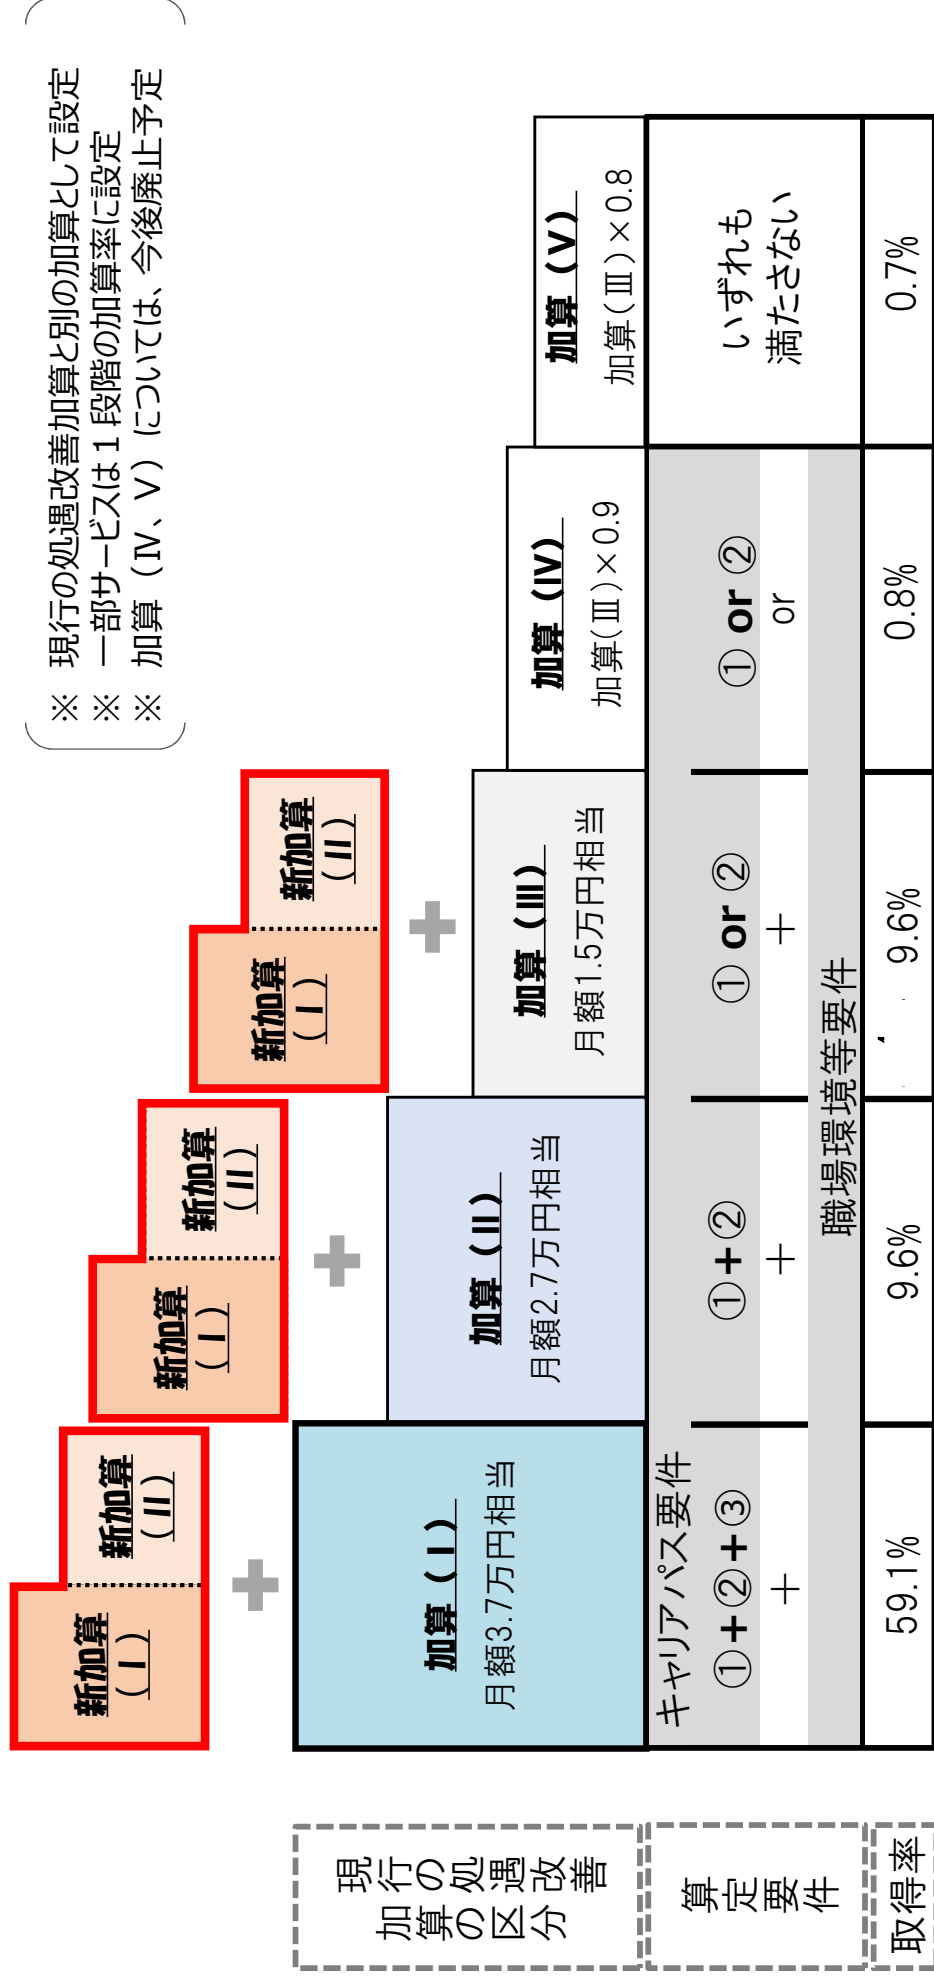 ※ 現行の処遇改善加算と別の加算として設定
※ 一部サービスは1段階の加算率に設定
※ 加算(Ⅳ、Ⅴ)については、今後廃止予定
新加算
(Ⅰ)
新加算
(Ⅱ)
新加算
(Ⅰ)
新加算
(Ⅱ)
新加算
(Ⅰ)
新加算
(Ⅱ)
現行の処遇改善
加算の区分
加算(Ⅰ)
月額3.7万円相当
加算(Ⅱ)
月額2.7万円相当
加算(Ⅲ)
月額1.5万円相当
加算(Ⅳ)
加算(Ⅲ)×0.9
加算(Ⅴ)
加算(Ⅲ)×0.8
算定
要件
キャリアパス要件
①+②+③
+
①+②
+
① or ②
+
① or ②
or
職場環境等要件
いずれも
満たさない
取得率
59.1%
9.6%
9.6%
0.8%
0.7%